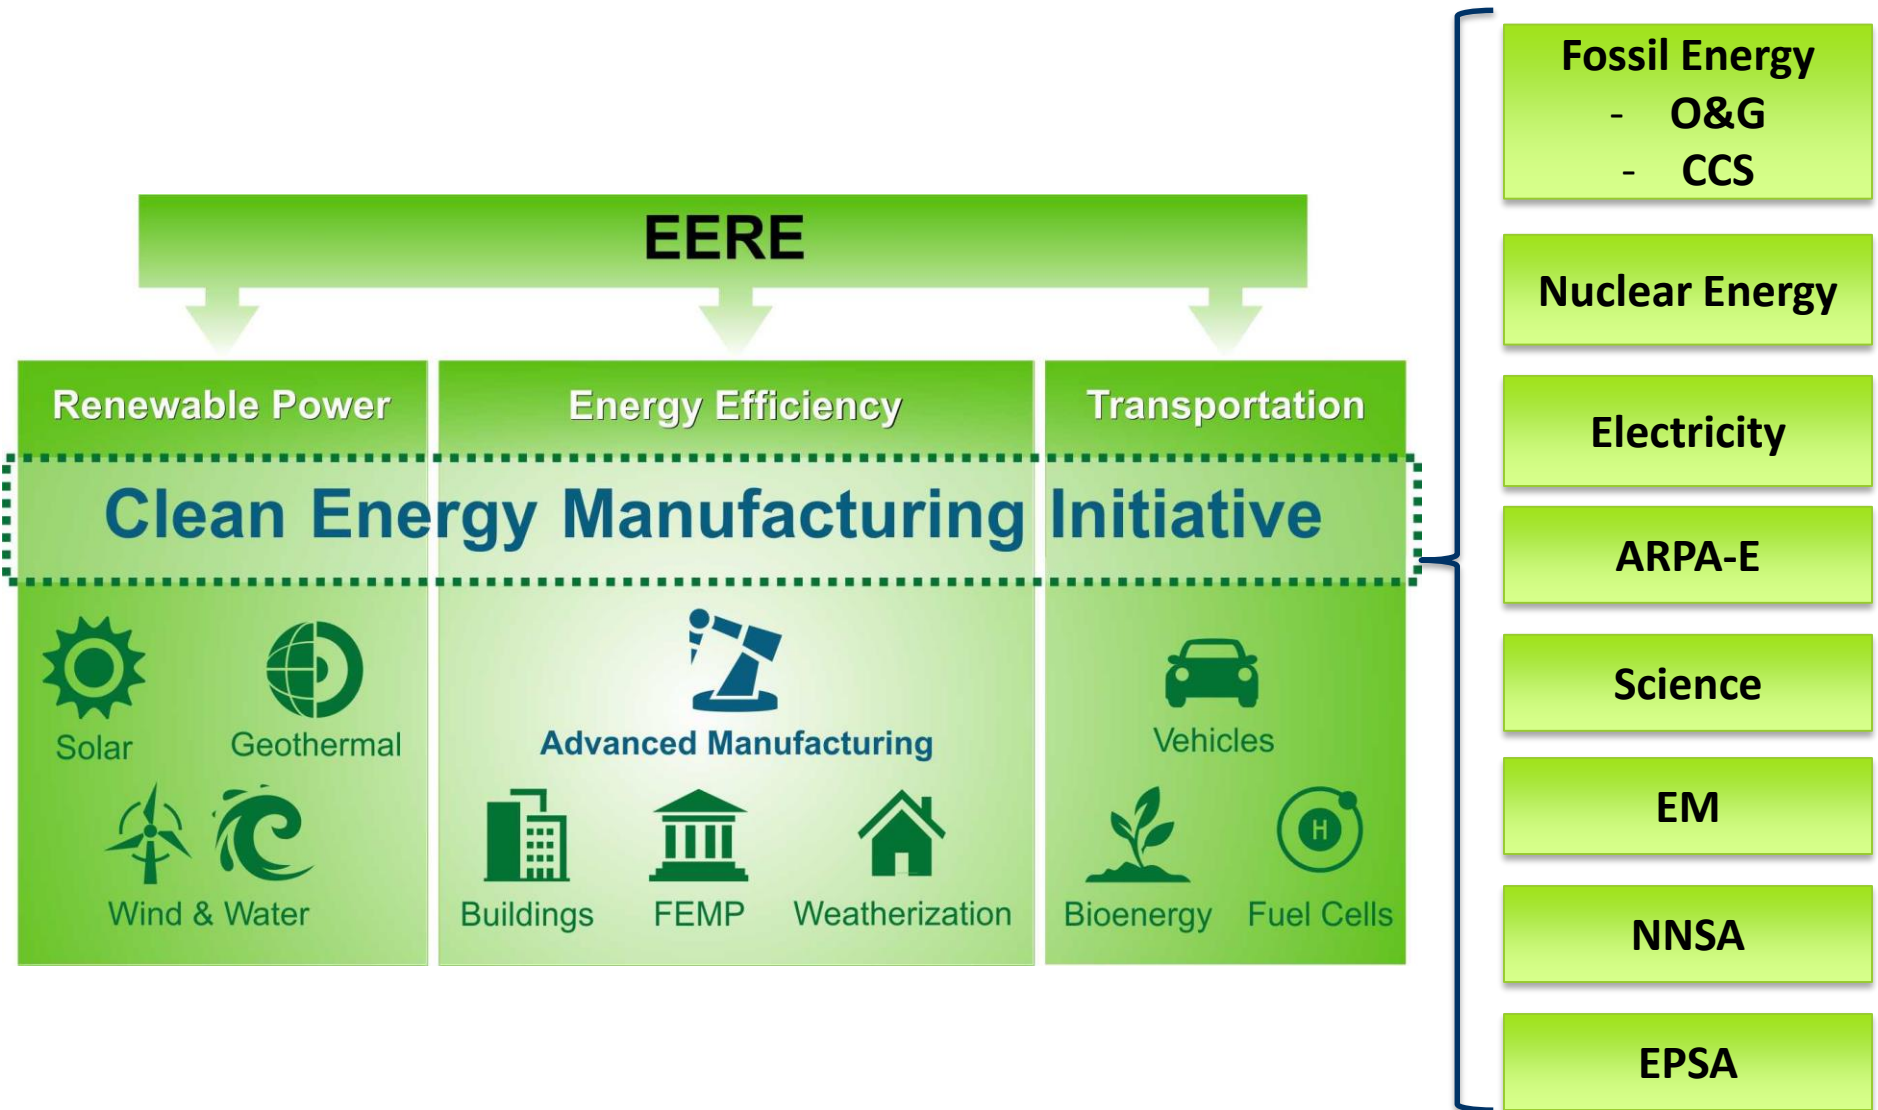 EERE
Renewable Power
Energy Efficiency
Transportation
Clean Energy Manufacturing Initiative
Solar
Geothermal
Wind & Water
Advanced Manufacturing
Buildings
FEMP
Weatherization
Vehicles
Bioenergy
H
Fuel Cells
Fossil Energy
- O&G
- CCS
Nuclear Energy
Electricity
ARPA-E
Science
EM
NNSA
EPSA